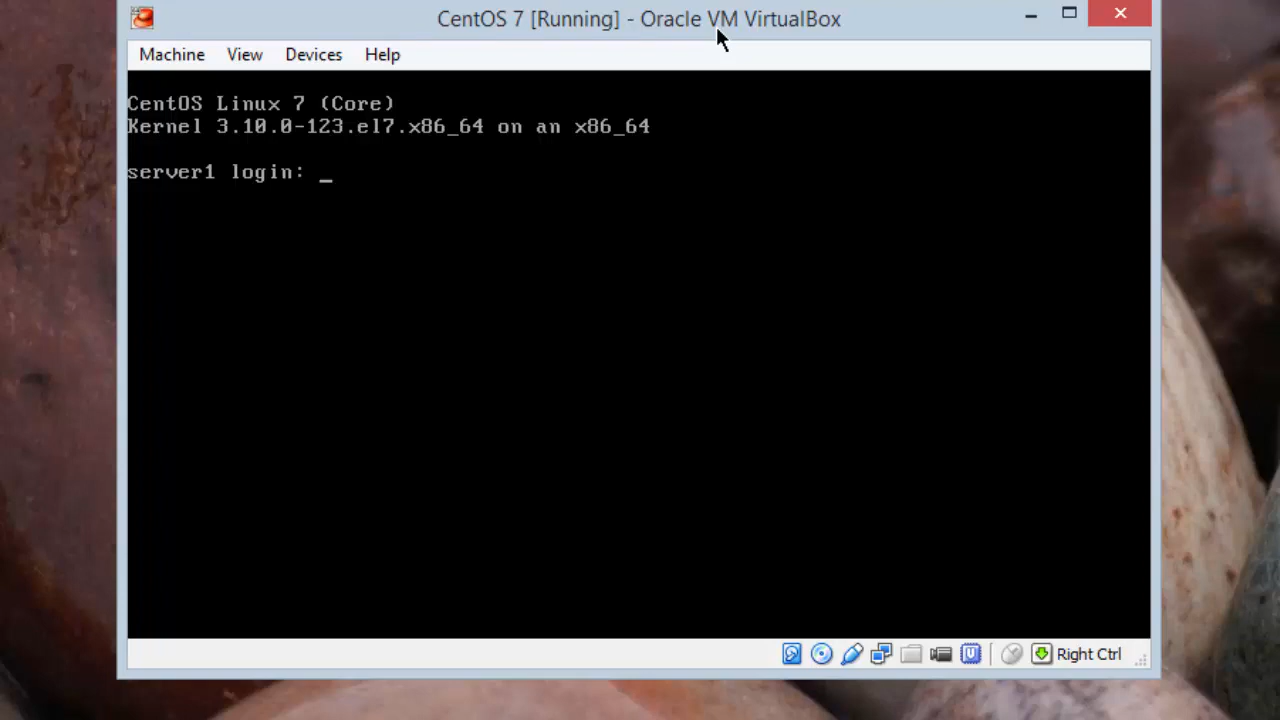 CentOS 7 [Running] - Oracle VM VirtualBox
Machine View Devices Help
CentOS Linux 7 (Core)
Kernel 3.10.0-123.el7.x86_64 on an x86_64
server1 login: _
Right Ctrl